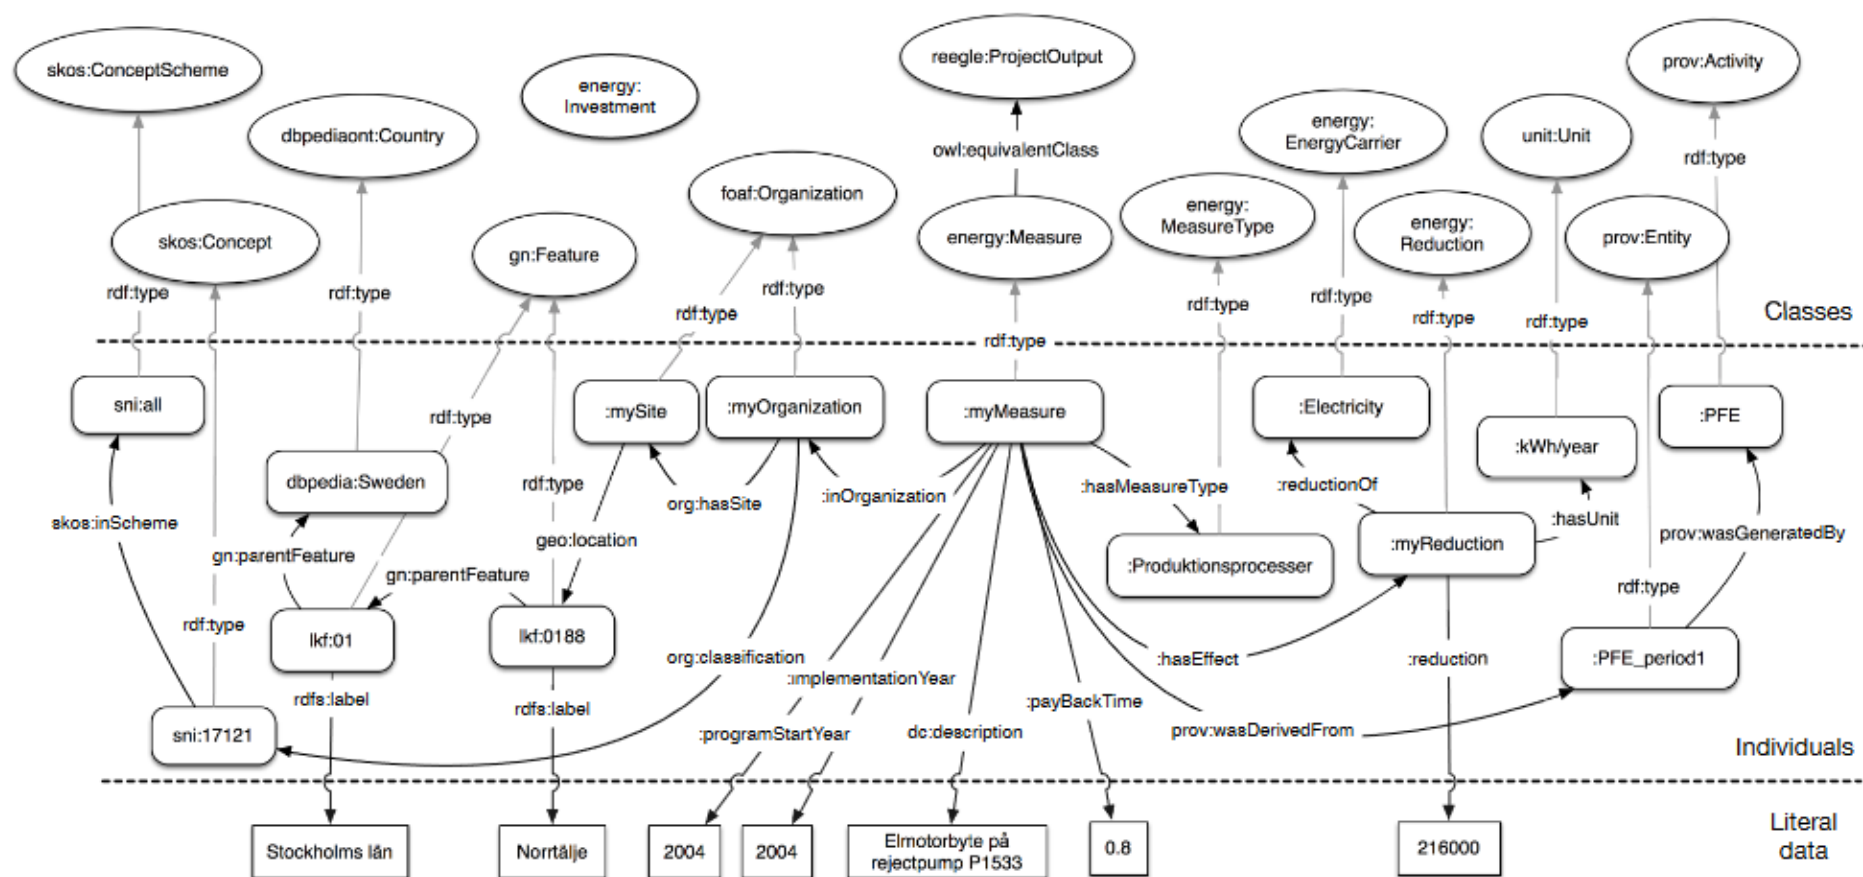 skos:ConceptScheme
energy:
Investment
reegle:ProjectOutput
prov:Activity
dbpediaont:Country
owl:equivalentClass
energy:
EnergyCarrier
unit:Unit
rdf:type
foaf:Organization
energy:
MeasureType
skos:Concept
gn:Feature
energy:Measure
energy:
Reduction
prov:Entity
rdf:type
rdf:type
rdf:type
rdf:type
rdf:type
rdf:type
rdf:type
rdf:type
rdf:type
rdf:type
Classes
sni:all
:mySite
:myOrganization
:myMeasure
:Electricity
:PFE
rdf:type
dbpedia:Sweden
rdf:type
org:hasSite
:inOrganization
:hasMeasureType
:reductionOf
:kWh/year
skos:inScheme
gn:parentFeature
geo:location
:hasUnit
prov:wasGeneratedBy
:myReduction
gn:parentFeature
:Produktionsprocesser
rdf:type
rdf:type
lkf:01
lkf:0188
org:classification
:hasEffect
:reduction
:PFE_period1
rdfs:label
rdfs:label
:implementationYear
:payBackTime
sni:17121
:programStartYear
dc:description
prov:wasDerivedFrom
Individuals
Stockholms län
Norrtälje
2004
2004
Elmotorbyte på
rejectpump P1533
0.8
216000
Literal
data